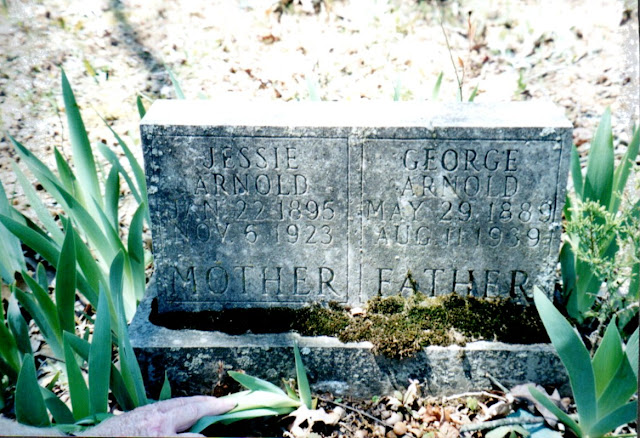 JESSIE
ARNOLD
JAN. 22 1895
NOV. 6 1923
MOTHER
GEORGE
ARNOLD
MAY 29 1889
AUG. 11 1939
FATHER